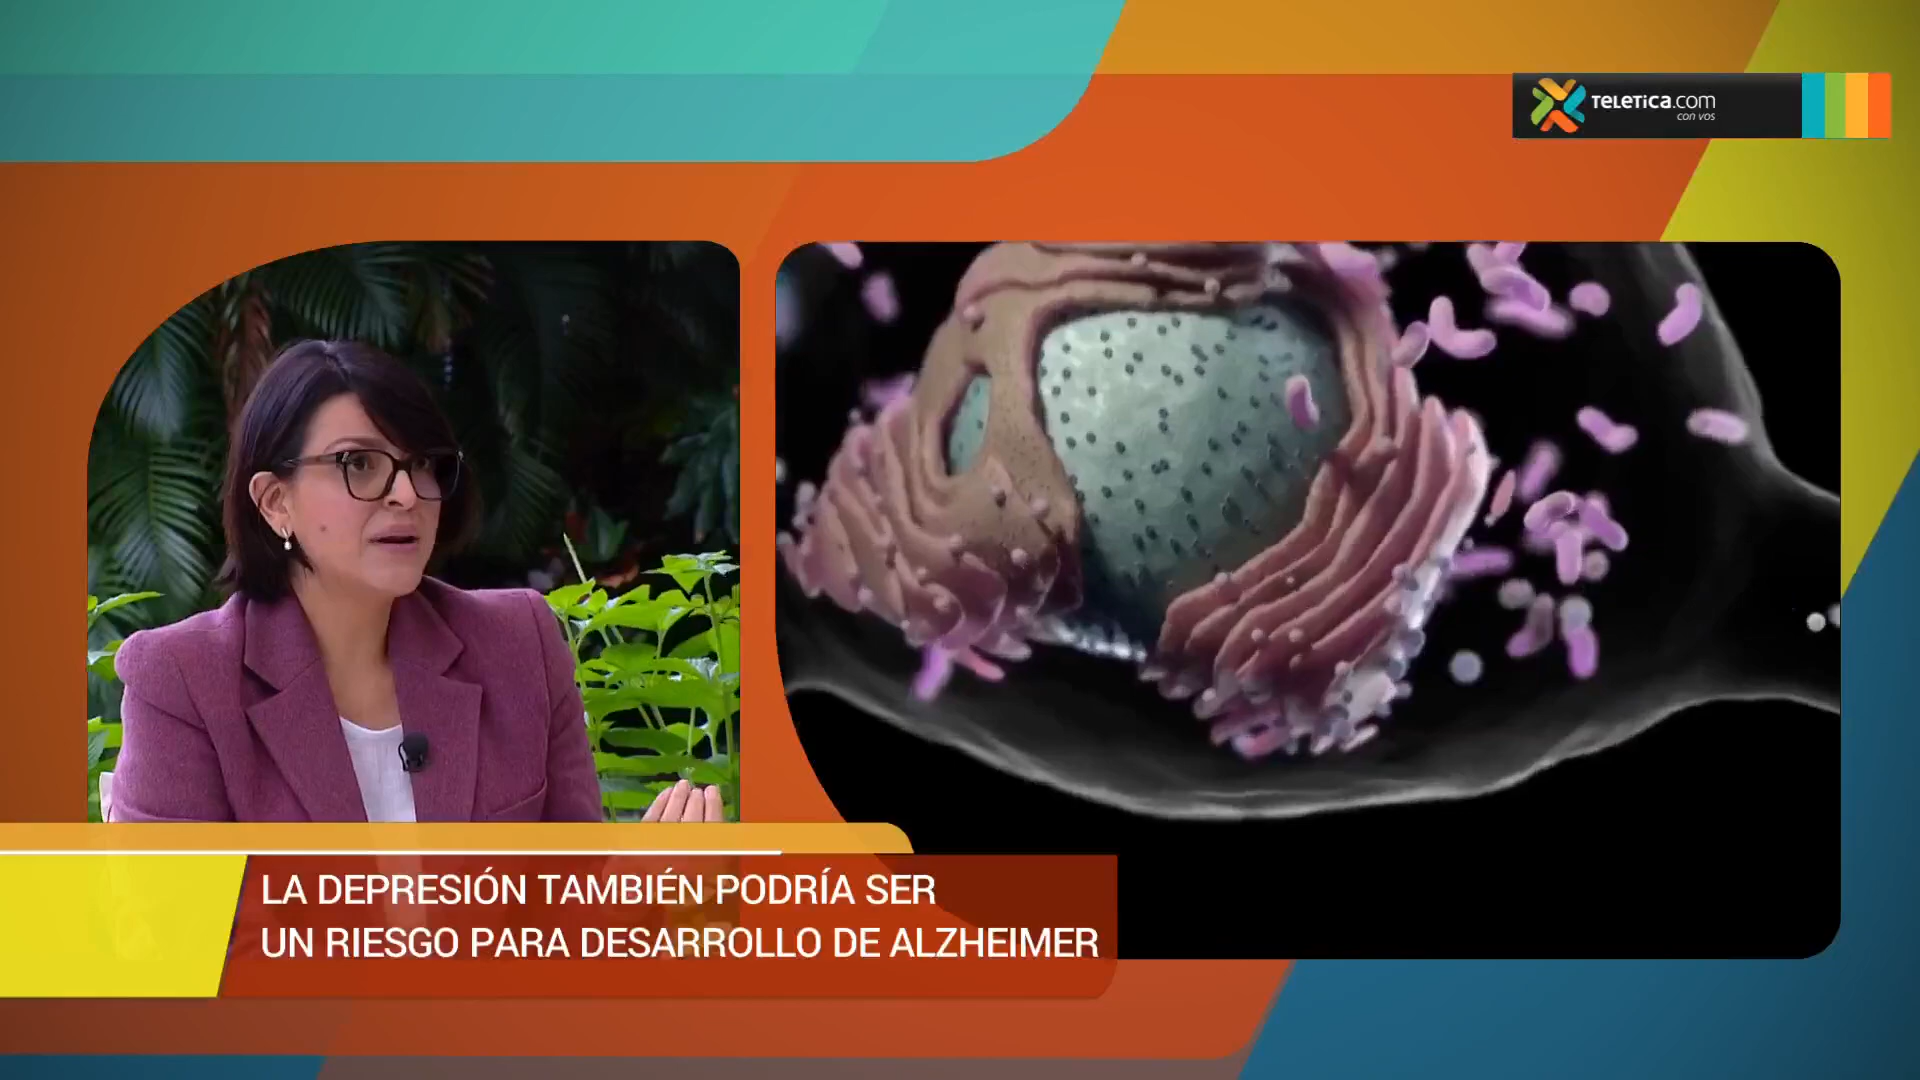 TELETICA.COM
con vos
LA DEPRESIÓN TAMBIÉN PODRÍA SER
UN RIESGO PARA DESARROLLO DE ALZHEIMER